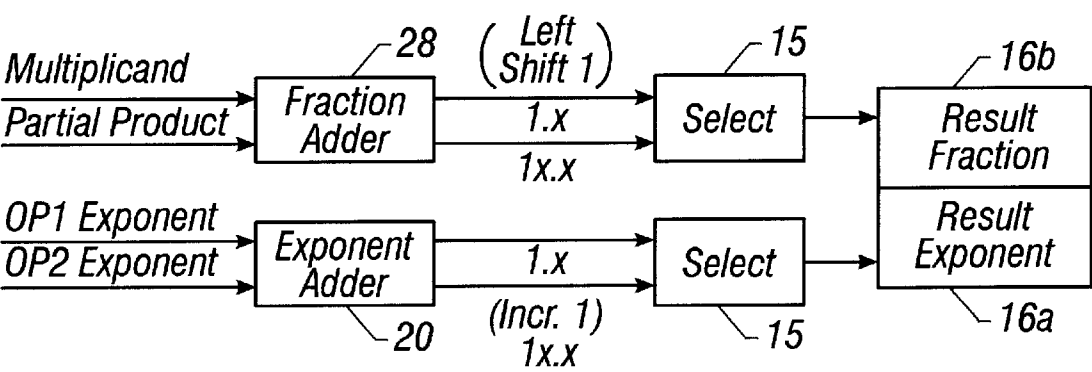 Multiplicand
Partial Product
28
Fraction
Adder
(Left
Shift 1)
1.x
1x.x
15
Select
16b
Result
Fraction
OP1 Exponent
OP2 Exponent
Exponent
Adder
20
1.x
(Incr. 1)
1x.x
Select
15
Result
Exponent
16a